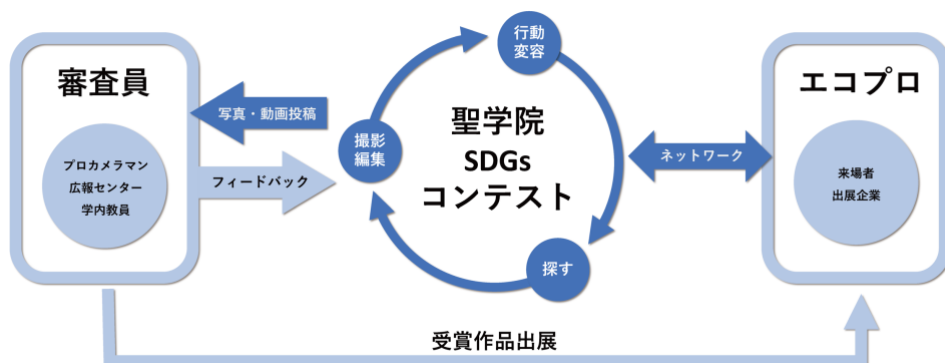 審査員
プロカメラマン
広報センター
学内教員
写真・動画投稿
フィードバック
撮影
編集
行動
変容
聖学院
SDGs
コンテスト
探す
ネットワーク
エコプロ
来場者
出展企業
受賞作品出展